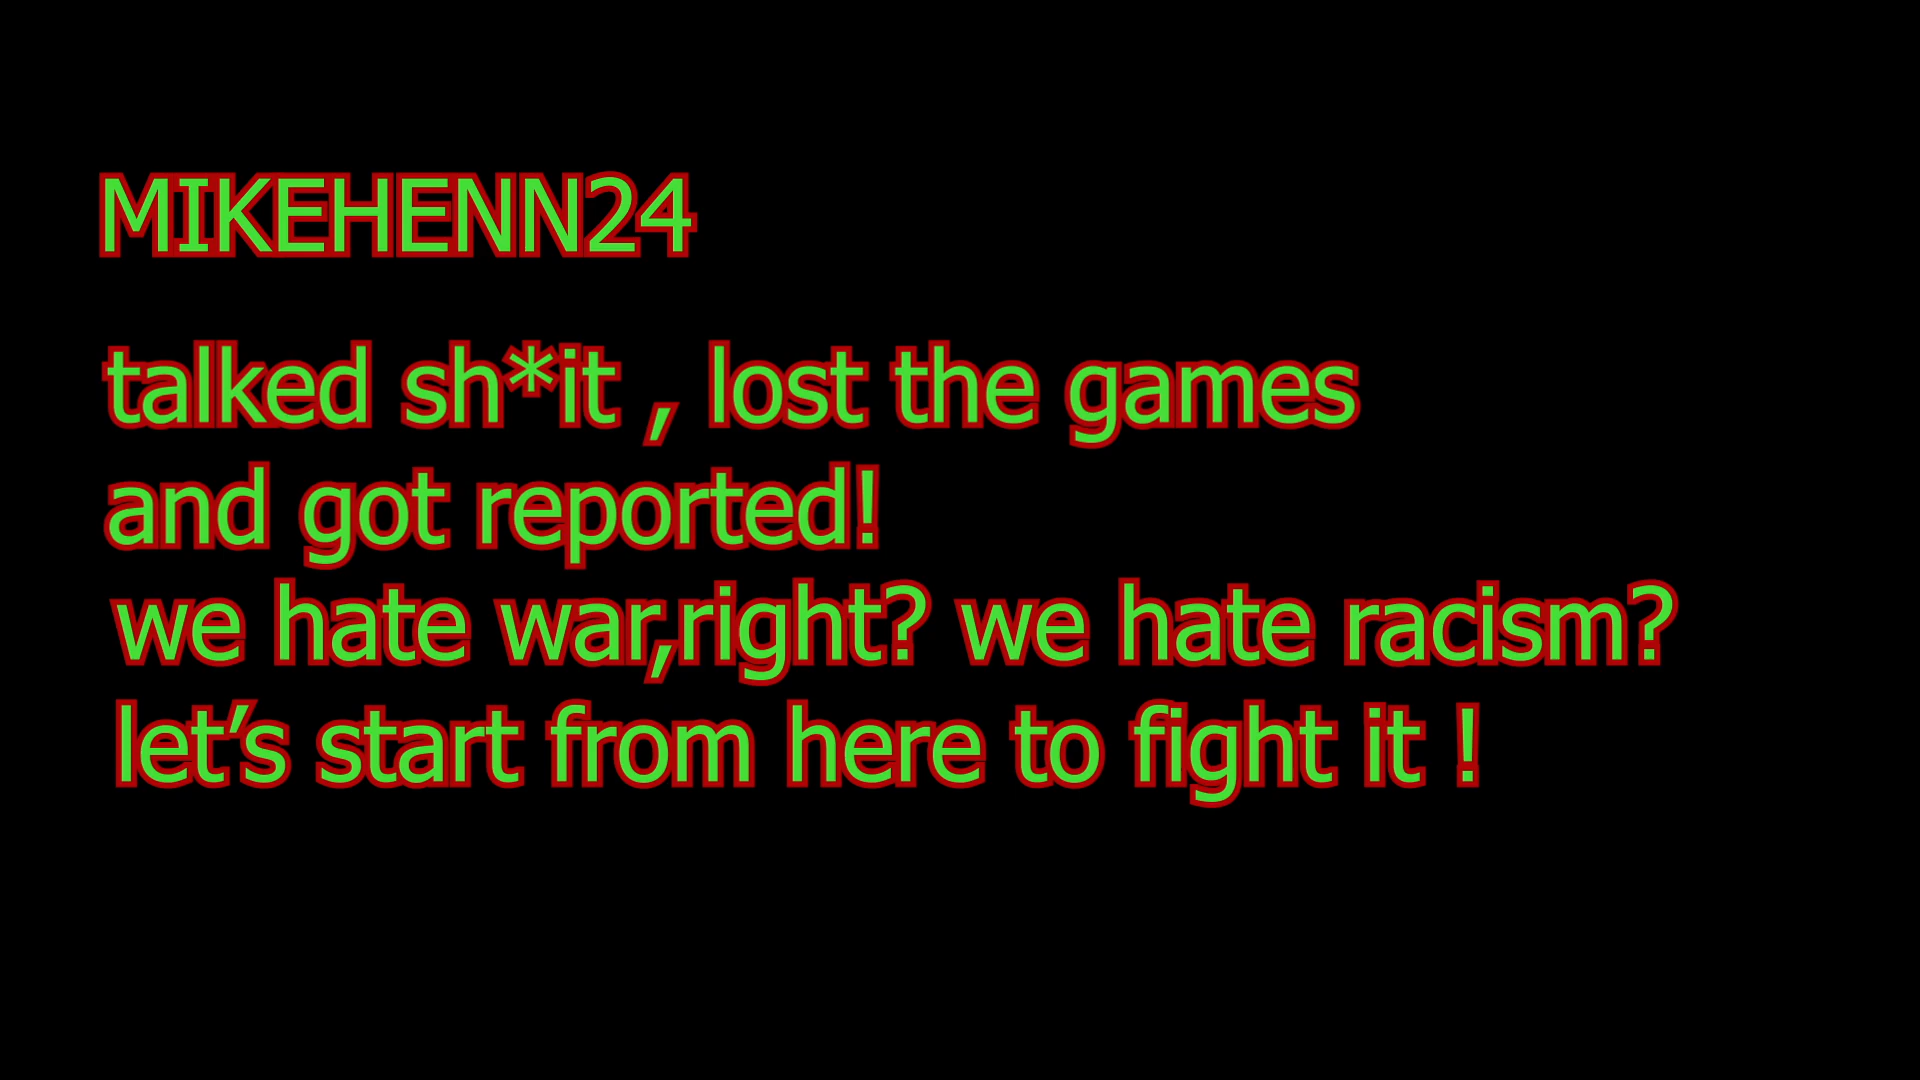 MIKEHENN24
talked sh*it , lost the games
and got reported!
we hate war,right? we hate racism?
let’s start from here to fight it !